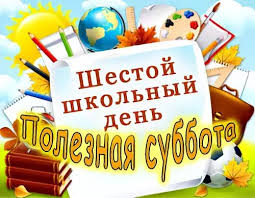 Шестой
школьный
день
Полезная суббота